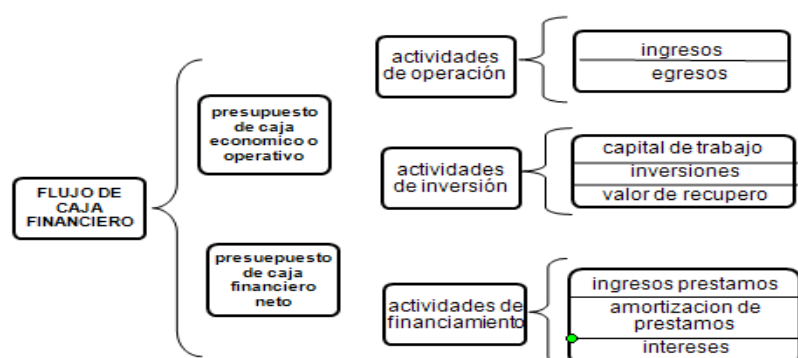 FLUJO DE
CAJA
FINANCIERO
presupuesto
de caja
economico o
operativo
presuepuesto
de caja
financiero
neto
actividades
de operación
ingresos
egresos
actividades
de inversión
capital de trabajo
inversiones
valor de recupero
actividades de
financiamiento
ingresos prestamos
amortizacion de
prestamos
intereses